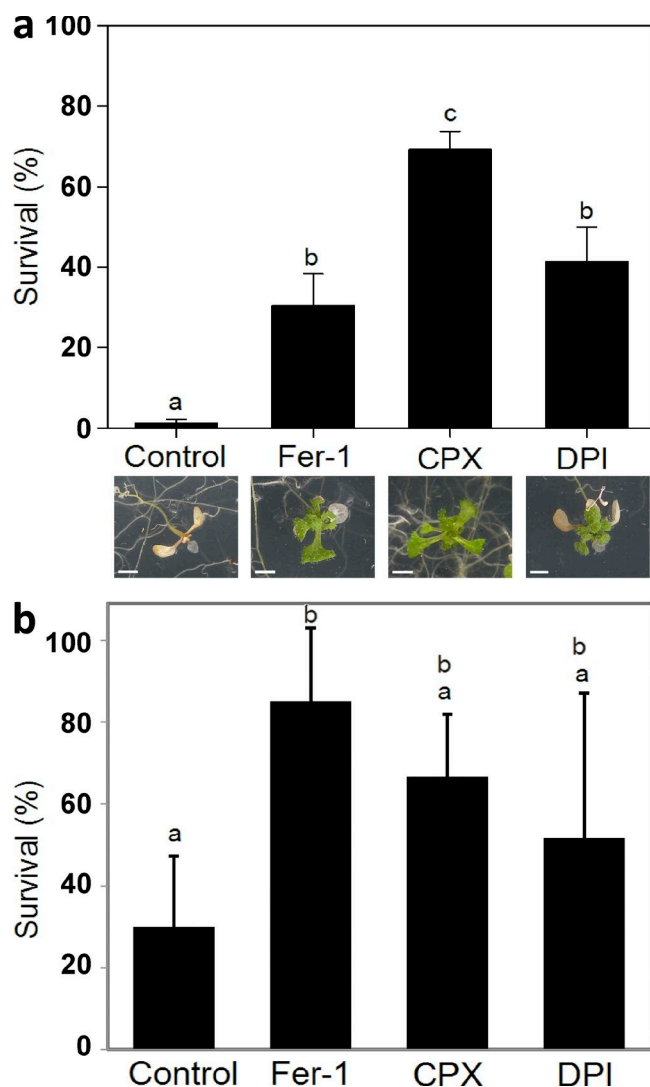 a
Survival (%)
100
80
60
40
20
0
a
b
c
b
Control Fer-1 CPX DPI
b
Survival (%)
100
80
60
40
20
0
a
b
b
a
b
a
Control Fer-1 CPX DPI